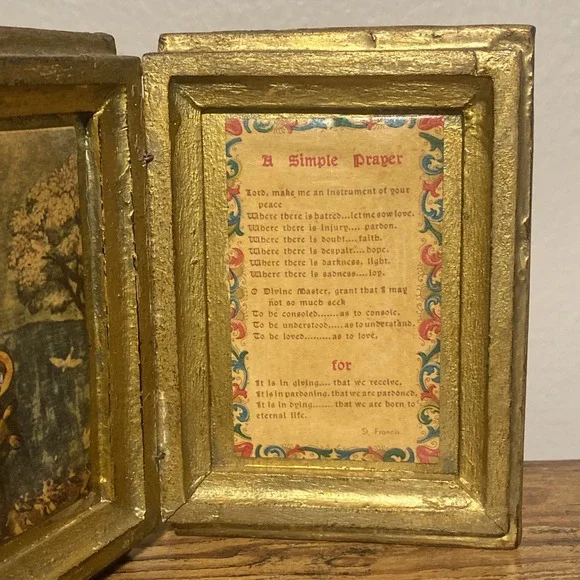 A Simple Prayer
Lord, make me an instrument of your
peace
Where there is hatred...let me sow love.
Where there is injury.... pardon.
Where there is doubt....faith.
Where there is despair....hope.
Where there is darkness, light.
Where there is sadness....joy.
O Divine Master, grant that I may
not so much seek
To be consoled.......as to console,
To be understood.....as to understand,
To be loved.........as to love,
for
It is in giving.... that we receive,
It is in pardoning, that we are pardoned,
It is in dying...... that we are born to
eternal life.
St. Francis